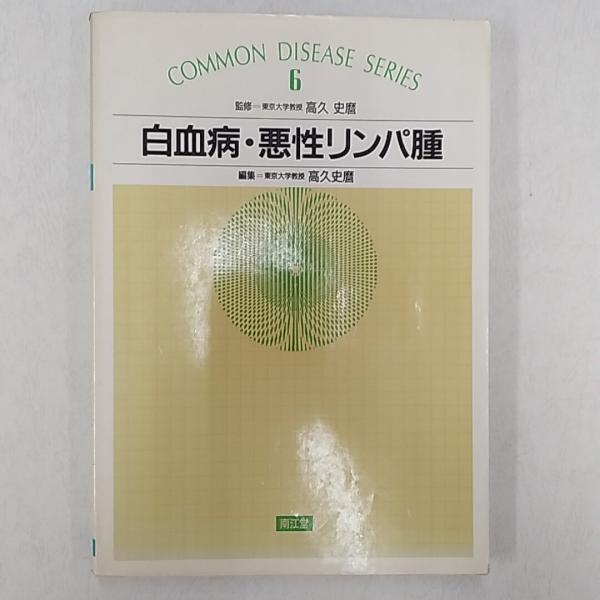 COMMON DISEASE SERIES
6
監修＝東京大学教授 高久 史麿
白血病・悪性リンパ腫
編集＝東京大学教授 高久史麿
南江堂